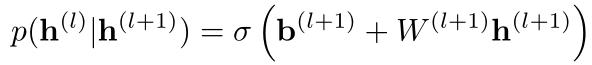 p(𝐡^{(l)}|𝐡^{(l+1)}) = σ(𝐛^{(l+1)} + W^{(l+1)}𝐡^{(l+1)})